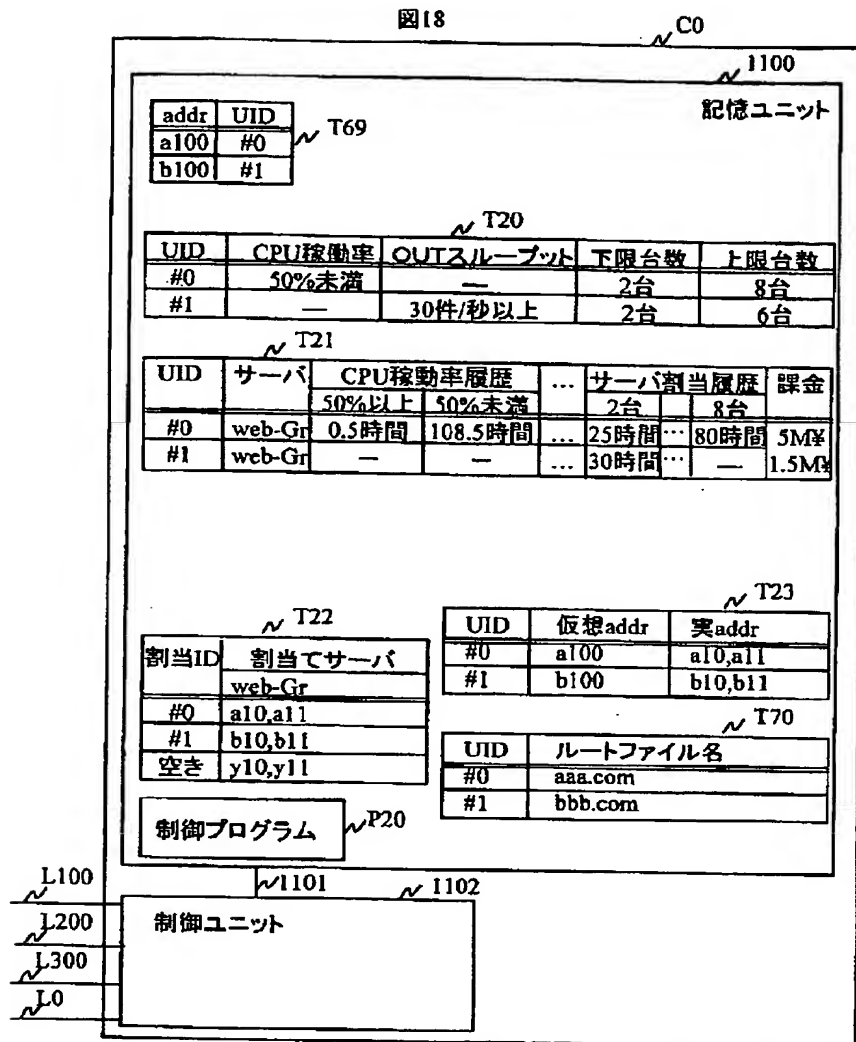 図18
C0
1100
記憶ユニット
addr UID
a100 #0
b100 #1
T69
T20
UID CPU稼働率 OUTスループット 下限台数 上限台数
#0 50%未満 — 2台 8台
#1 — 30件/秒以上 2台 6台
T21
UID サーバ CPU稼動率履歴 … サーバ割当履歴 課金
50%以上 50%未満 2台 8台
#0 web-Gr 0.5時間 108.5時間 … 25時間 … 80時間 5M¥
#1 web-Gr — — … 30時間 … — 1.5M¥
T22
割当ID 割当てサーバ
web-Gr
#0 a10,a11
#1 b10,b11
空き y10,y11
T23
UID 仮想addr 実addr
#0 a100 a10,a11
#1 b100 b10,b11
T70
UID ルートファイル名
#0 aaa.com
#1 bbb.com
制御プログラム
P20
1101
1102
制御ユニット
L100
L200
L300
L0